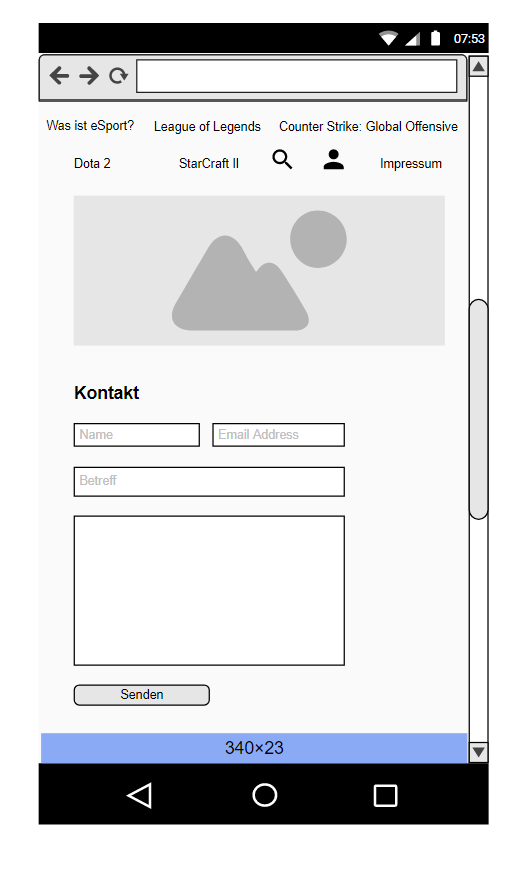 07:53
Was ist eSport? League of Legends Counter Strike: Global Offensive
Dota 2 StarCraft II Impressum
Kontakt
Name Email Address
Betreff
Senden
340×23